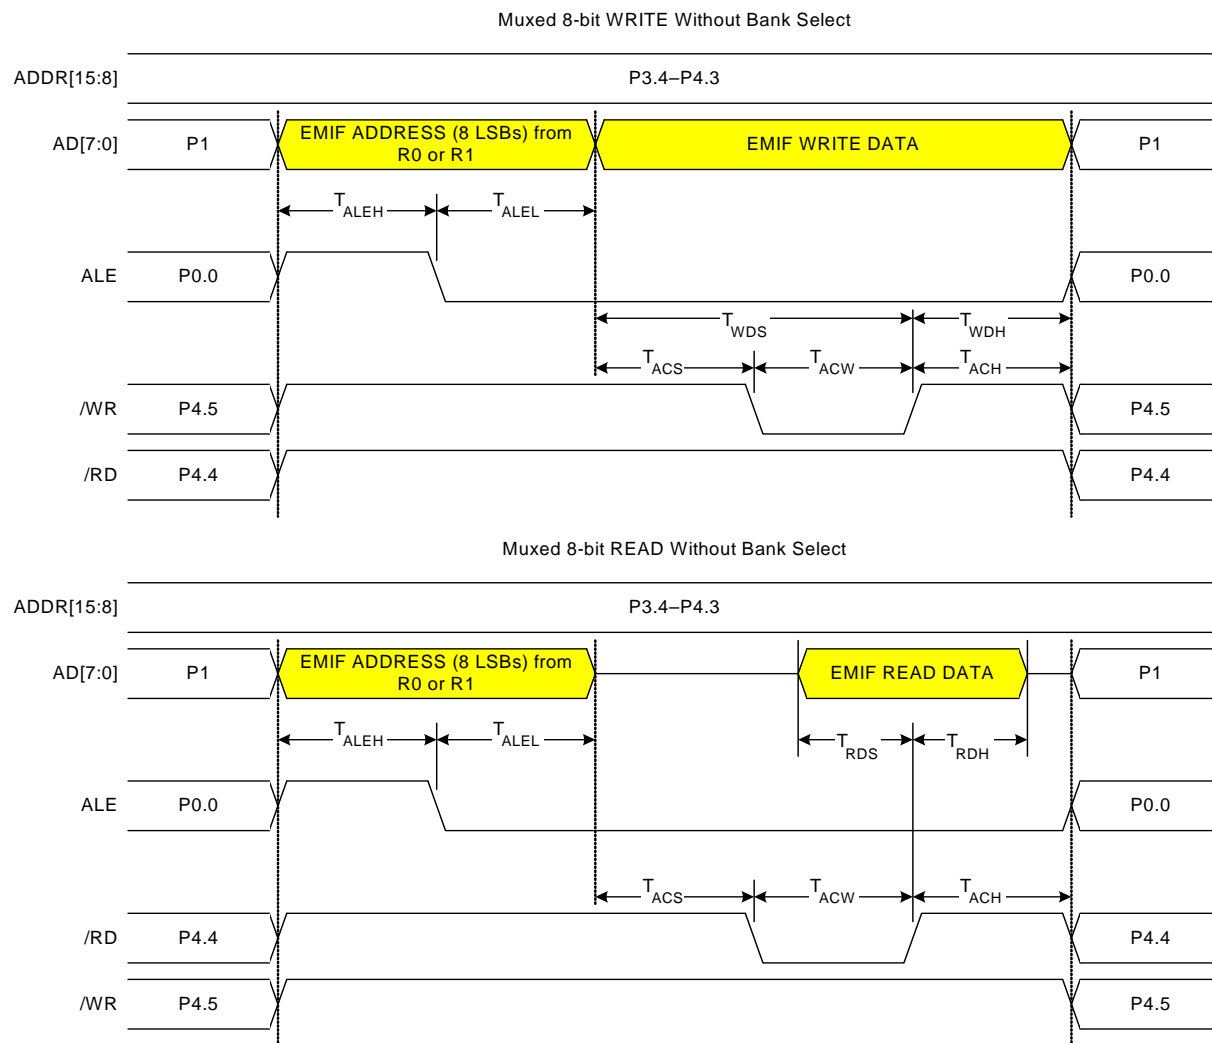 Muxed 8-bit WRITE Without Bank Select
ADDR[15:8] P3.4–P4.3
AD[7:0] P1 EMIF ADDRESS (8 LSBs) from R0 or R1 EMIF WRITE DATA P1
TALEH TALEL
ALE P0.0 P0.0
TWDS TWDH
TACS TACW TACH
/WR P4.5 P4.5
/RD P4.4 P4.4
Muxed 8-bit READ Without Bank Select
ADDR[15:8] P3.4–P4.3
AD[7:0] P1 EMIF ADDRESS (8 LSBs) from R0 or R1 EMIF READ DATA P1
TALEH TALEL TRDS TRDH
ALE P0.0 P0.0
TACS TACW TACH
/RD P4.4 P4.4
/WR P4.5 P4.5